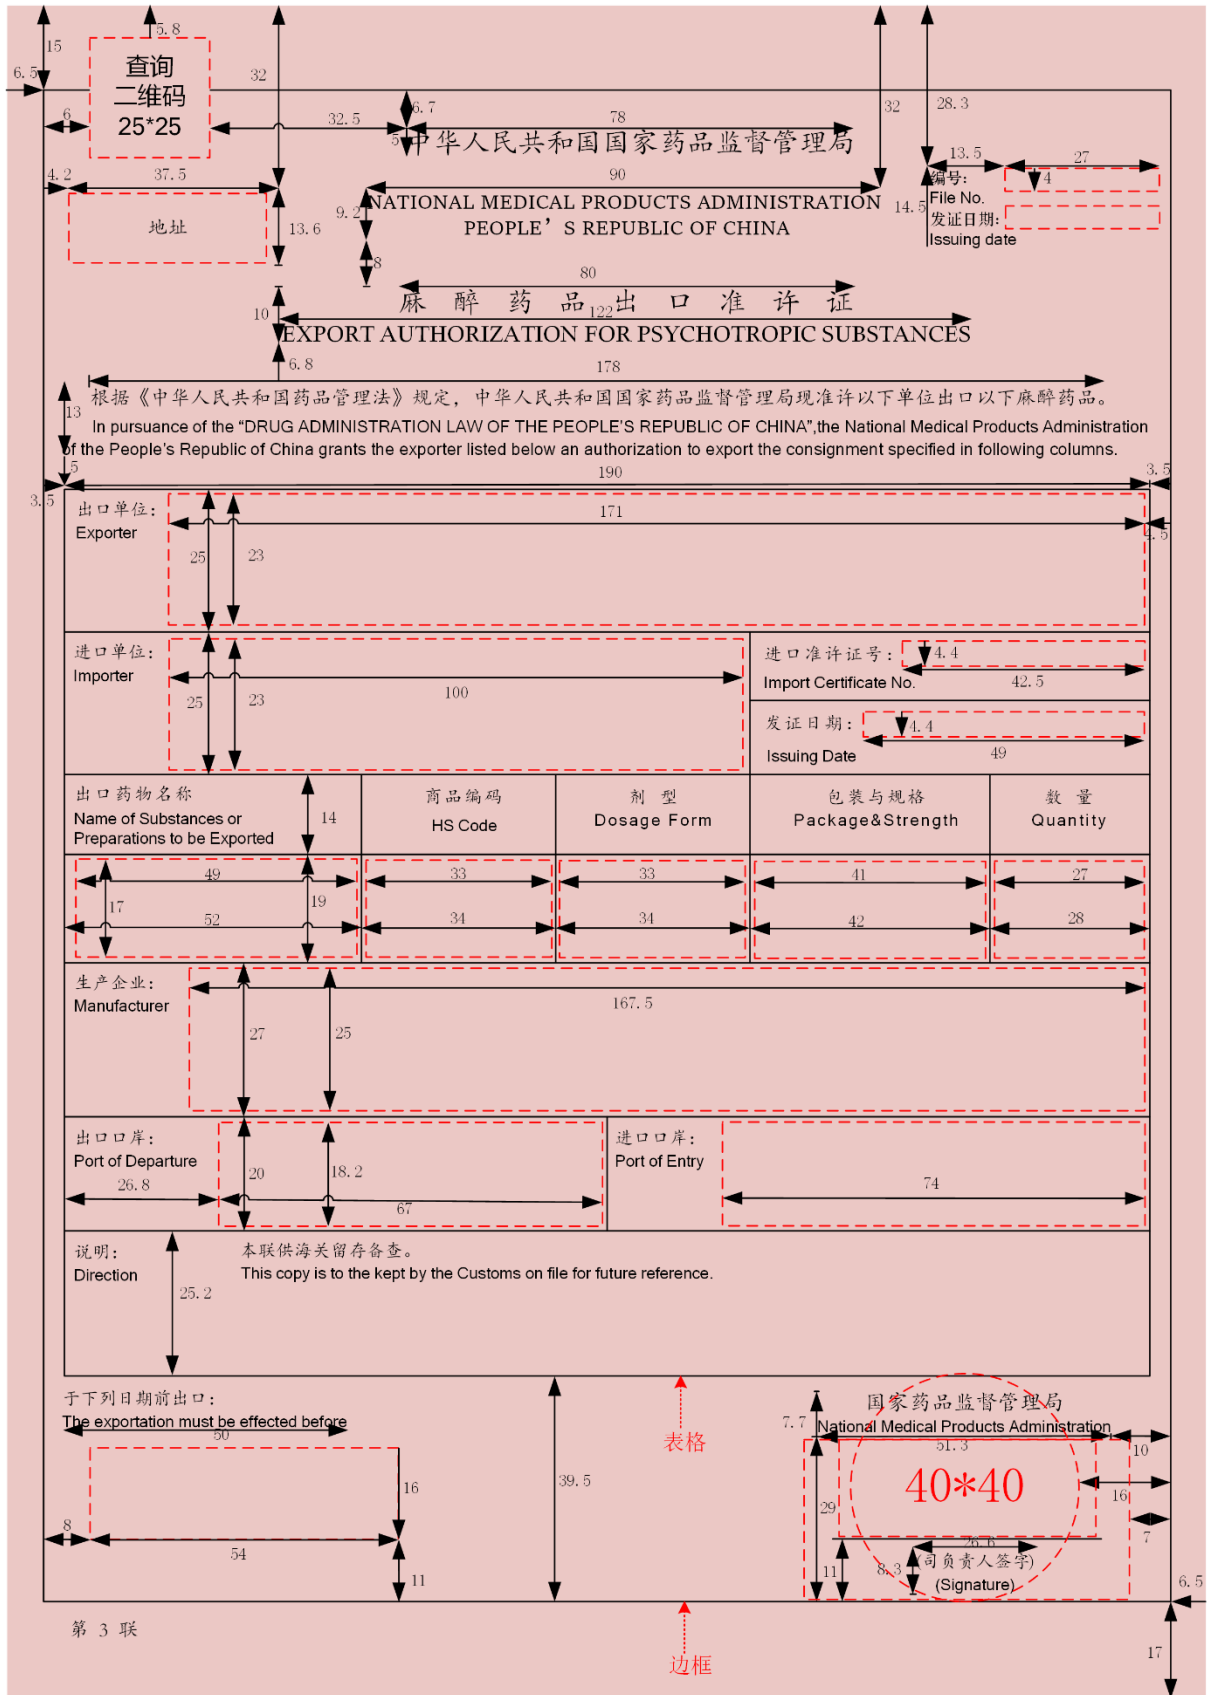 15
5.8
6.5
查询
二维码
25*25
32
6
32.5
6.7
5
78
32
28.3
中华人民共和国国家药品监督管理局
13.5
27
4.2
37.5
90
编号:
4
File No.
14.5
发证日期:
Issuing date
地址
13.6
9.2
NATIONAL MEDICAL PRODUCTS ADMINISTRATION
PEOPLE’S REPUBLIC OF CHINA
8
80
麻 醉 药 品 出 口 准 许 证
10
122
EXPORT AUTHORIZATION FOR PSYCHOTROPIC SUBSTANCES
6.8
178
13
根据《中华人民共和国药品管理法》规定，中华人民共和国国家药品监督管理局现准许以下单位出口以下麻醉药品。
In pursuance of the “DRUG ADMINISTRATION LAW OF THE PEOPLE'S REPUBLIC OF CHINA”,the National Medical Products Administration
of the People's Republic of China grants the exporter listed below an authorization to export the consignment specified in following columns.
5
190
3.5
3.5
出口单位:
Exporter
171
25
23
进口单位:
Importer
100
25
23
进口准许证号:
4.4
Import Certificate No.
42.5
发证日期:
4.4
Issuing Date
49
出口药物名称
Name of Substances or
Preparations to be Exported
14
商品编码
HS Code
剂 型
Dosage Form
包装与规格
Package&Strength
数 量
Quantity
49
33
33
41
27
17
19
52
34
34
42
28
生产企业:
Manufacturer
167.5
27
25
出口口岸:
Port of Departure
26.8
20
18.2
67
进口口岸:
Port of Entry
74
说明:
Direction
25.2
本联供海关留存备查。
This copy is to the kept by the Customs on file for future reference.
于下列日期前出口:
The exportation must be effected before
50
16
8
54
11
39.5
表格
7.7
国家药品监督管理局
National Medical Products Administration
51.3
10
40*40
29
16
7
26.6
11
8.3
(司负责人签字)
(Signature)
6.5
第 3 联
边框
17